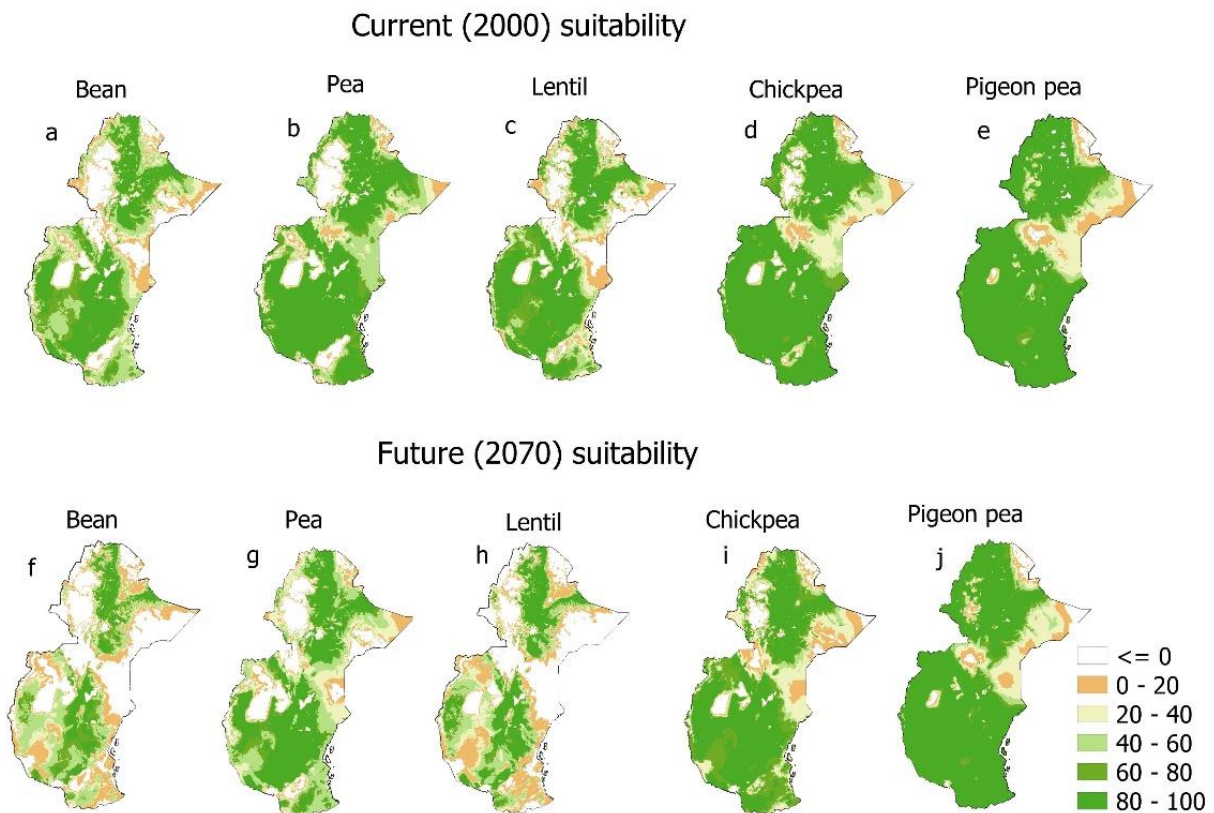 Current (2000) suitability
Bean
Pea
Lentil
Chickpea
Pigeon pea
a
b
c
d
e
Future (2070) suitability
Bean
Pea
Lentil
Chickpea
Pigeon pea
f
g
h
i
j
<= 0
0 - 20
20 - 40
40 - 60
60 - 80
80 - 100